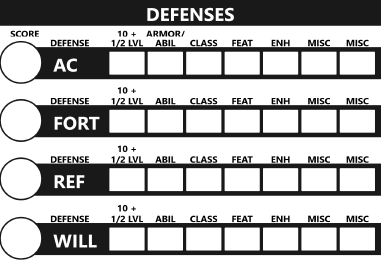 DEFENSES
SCORE DEFENSE 10 + 1/2 LVL ARMOR/ ABIL CLASS FEAT ENH MISC MISC
AC
DEFENSE 10 + 1/2 LVL ABIL CLASS FEAT ENH MISC MISC
FORT
DEFENSE 10 + 1/2 LVL ABIL CLASS FEAT ENH MISC MISC
REF
DEFENSE 10 + 1/2 LVL ABIL CLASS FEAT ENH MISC MISC
WILL